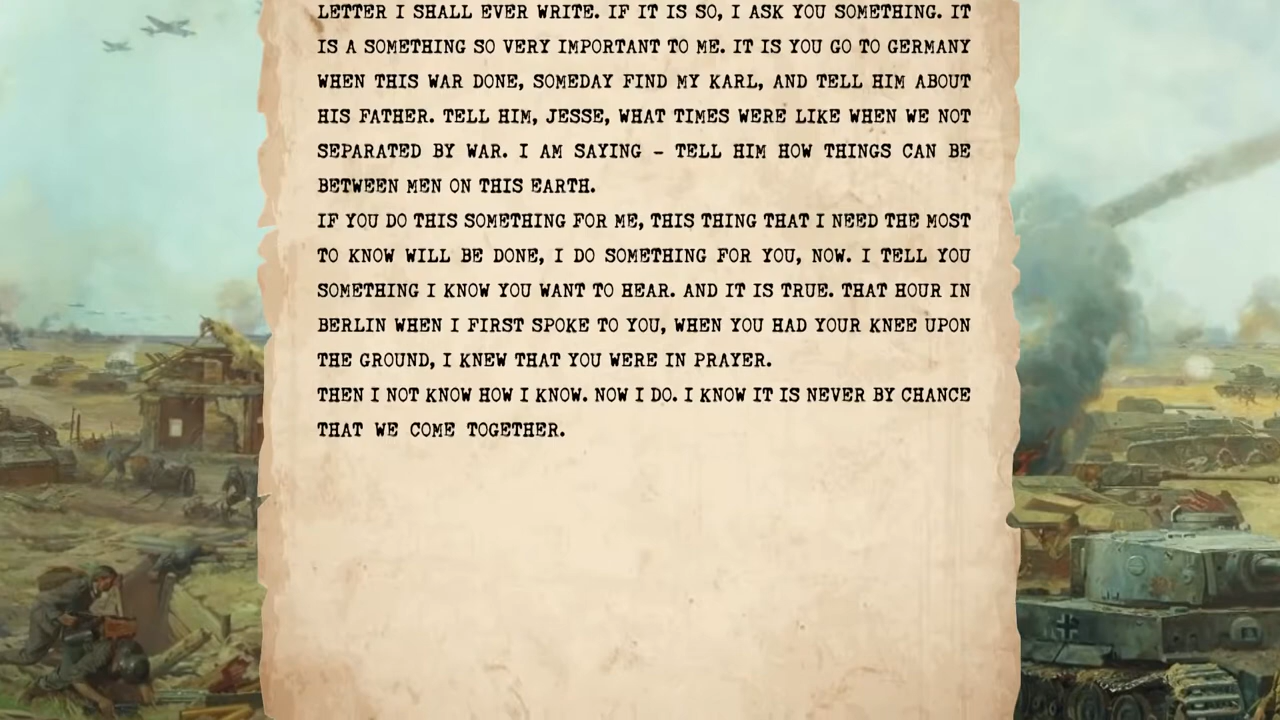 LETTER I SHALL EVER WRITE. IF IT IS SO, I ASK YOU SOMETHING. IT
IS A SOMETHING SO VERY IMPORTANT TO ME. IT IS YOU GO TO GERMANY
WHEN THIS WAR DONE, SOMEDAY FIND MY KARL, AND TELL HIM ABOUT
HIS FATHER. TELL HIM, JESSE, WHAT TIMES WERE LIKE WHEN WE NOT
SEPARATED BY WAR. I AM SAYING – TELL HIM HOW THINGS CAN BE
BETWEEN MEN ON THIS EARTH.
IF YOU DO THIS SOMETHING FOR ME, THIS THING THAT I NEED THE MOST
TO KNOW WILL BE DONE, I DO SOMETHING FOR YOU, NOW. I TELL YOU
SOMETHING I KNOW YOU WANT TO HEAR. AND IT IS TRUE. THAT HOUR IN
BERLIN WHEN I FIRST SPOKE TO YOU, WHEN YOU HAD YOUR KNEE UPON
THE GROUND, I KNEW THAT YOU WERE IN PRAYER.
THEN I NOT KNOW HOW I KNOW. NOW I DO. I KNOW IT IS NEVER BY CHANCE
THAT WE COME TOGETHER.